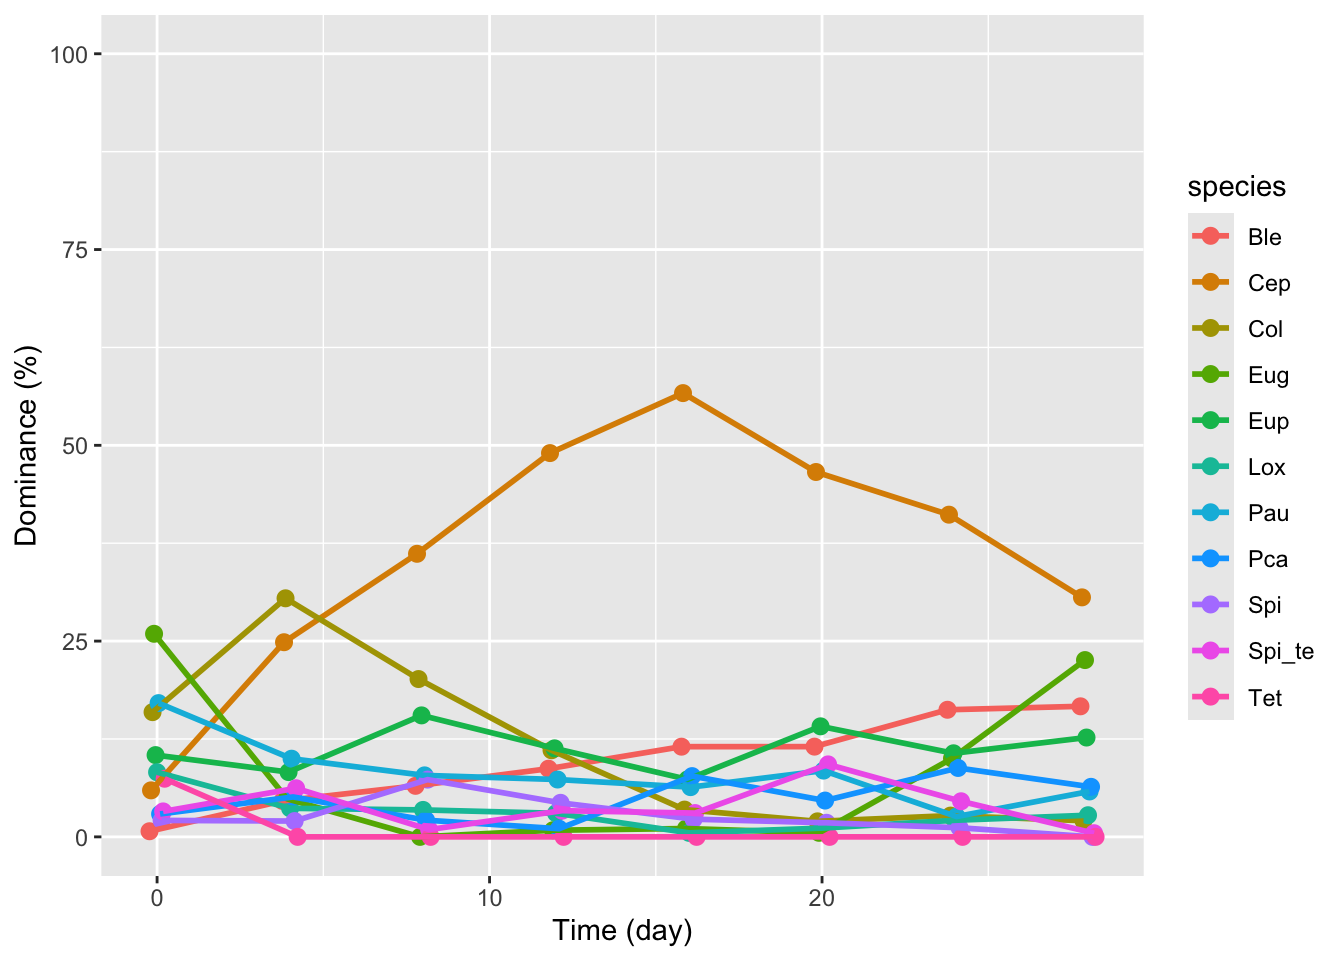 100
75
50
25
0
Dominance (%)
0 10 20
Time (day)
species
Ble
Cep
Col
Eug
Eup
Lox
Pau
Pca
Spi
Spi_te
Tet